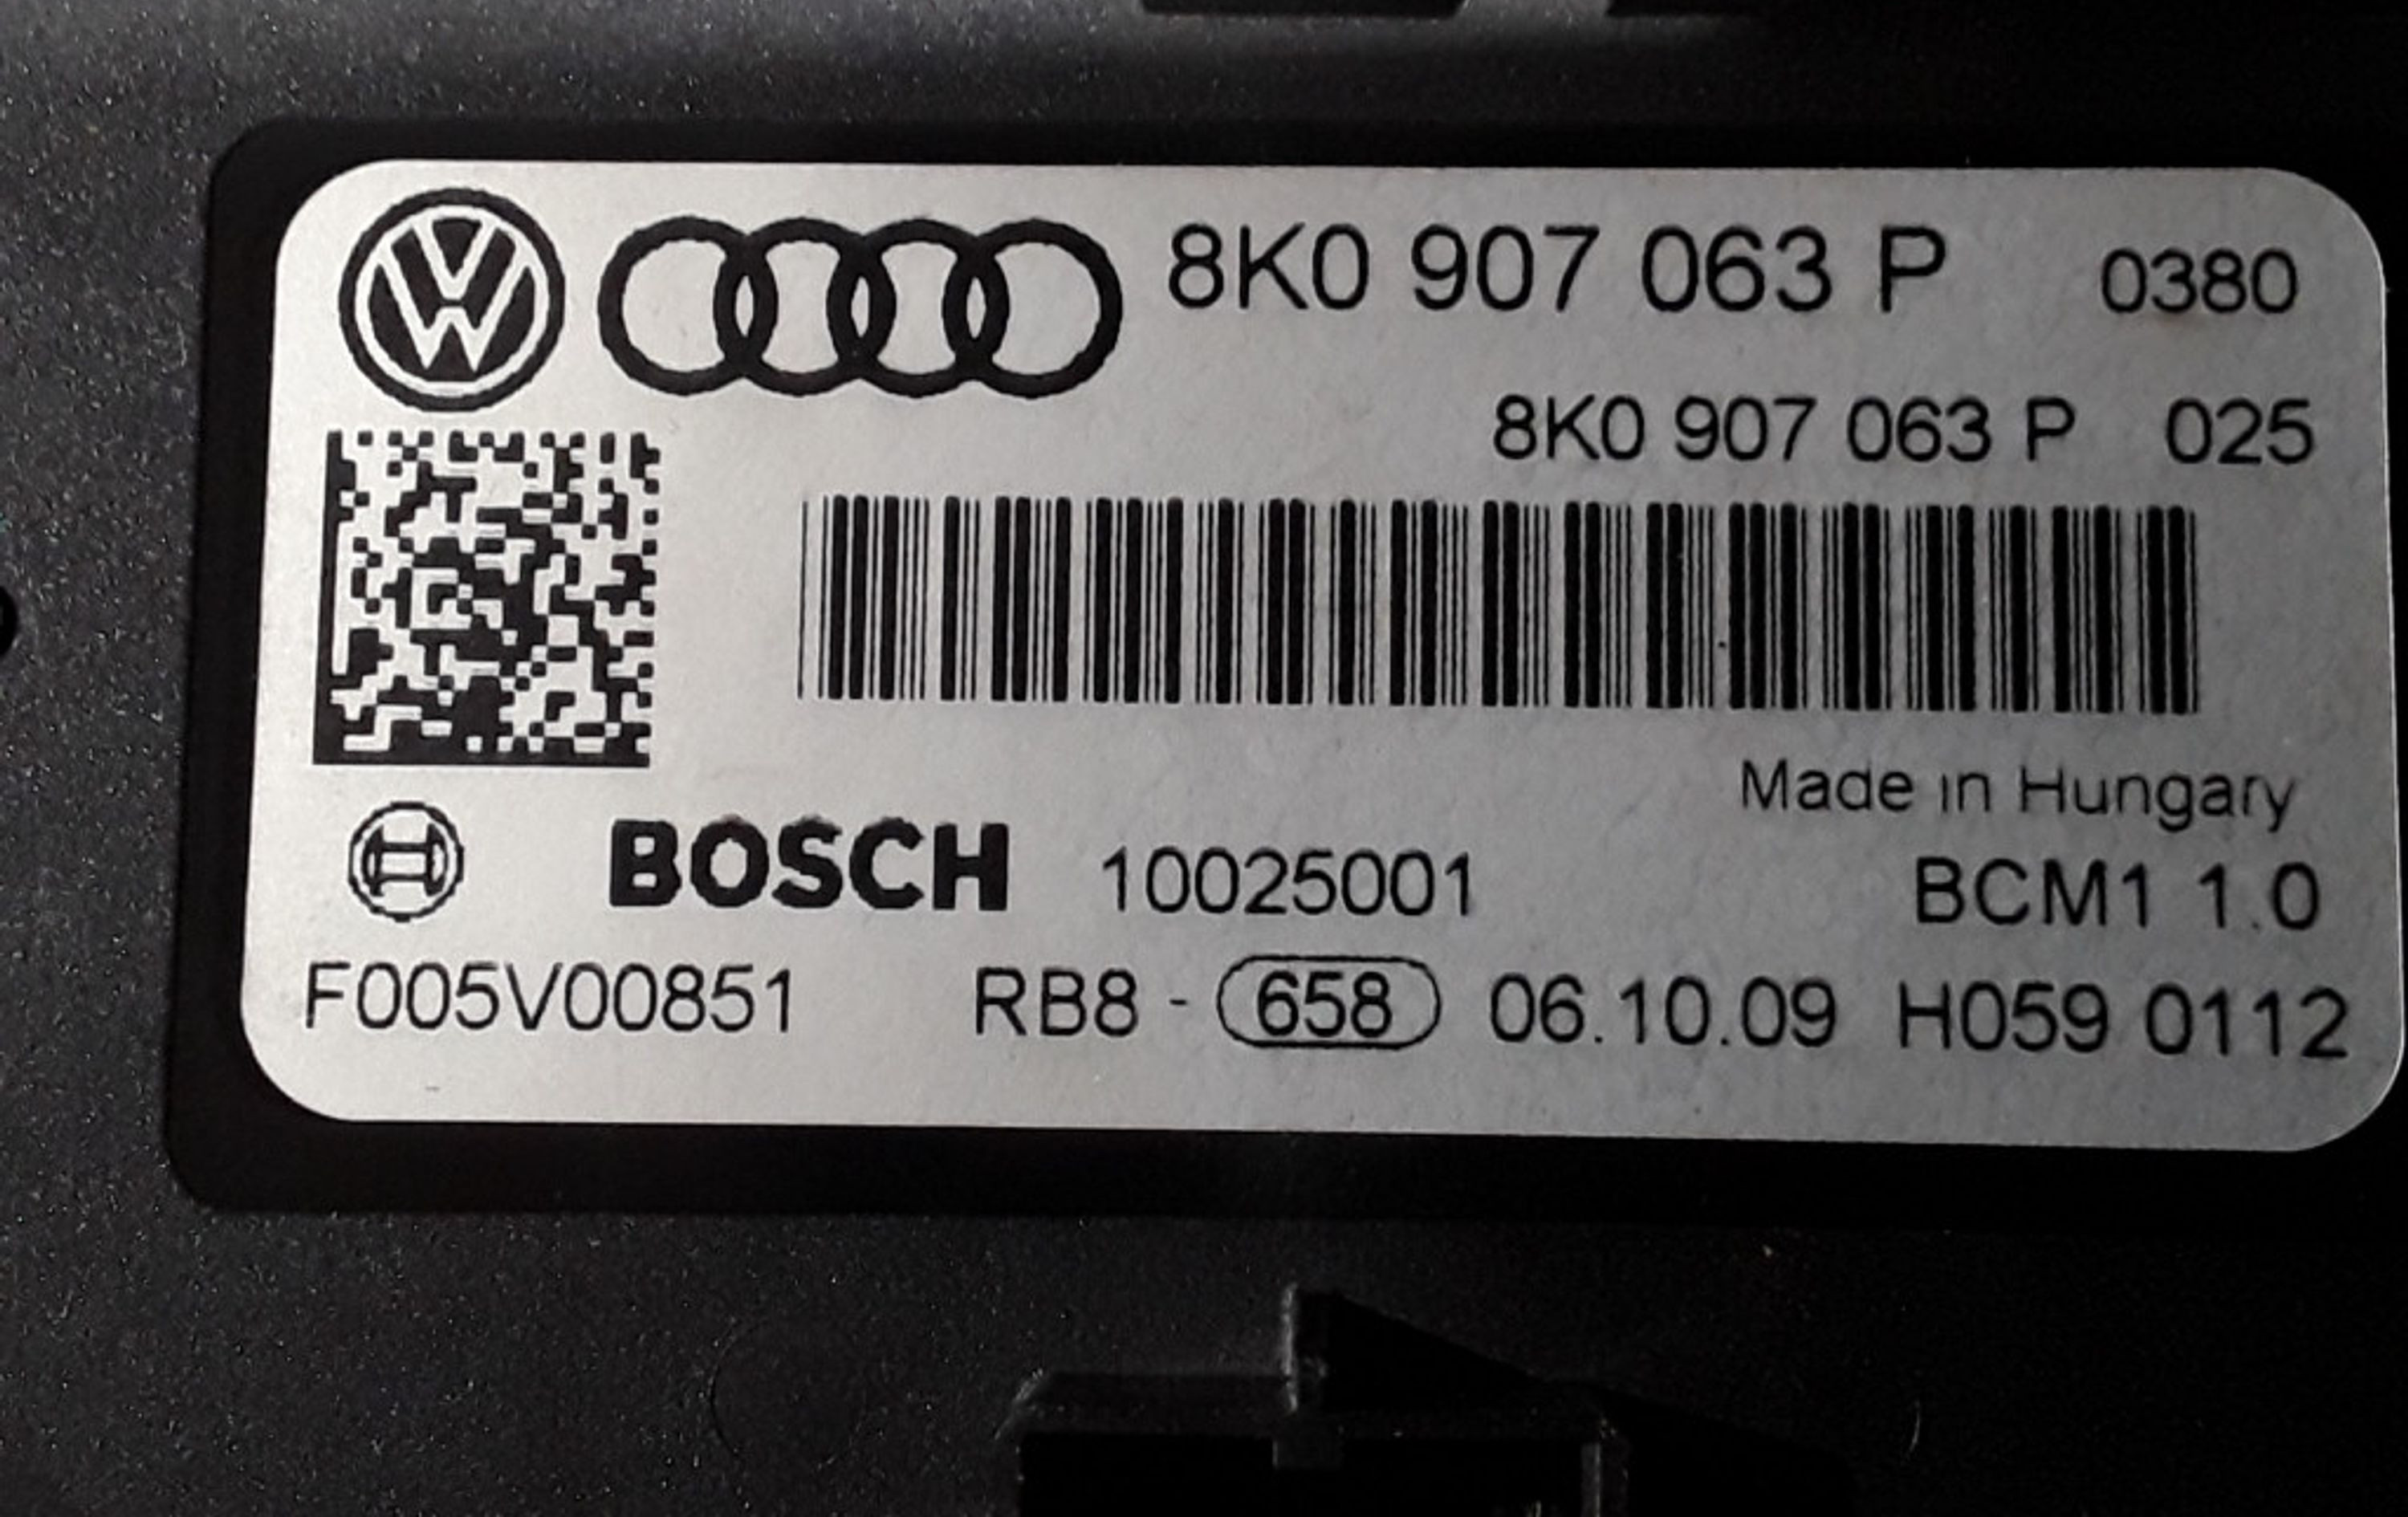 8K0 907 063 P 0380
8K0 907 063 P 025
Made in Hungary
BOSCH 10025001 BCM1 1.0
F005V00851 RB8 - 658 06.10.09 H059 0112